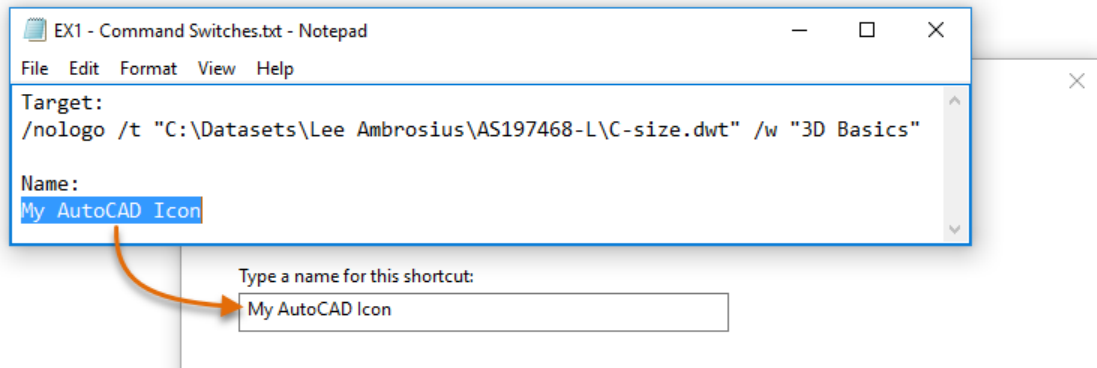 EX1 - Command Switches.txt - Notepad
File Edit Format View Help
Target:
/nologo /t "C:\Datasets\Lee Ambrosius\AS197468-L\C-size.dwt" /w "3D Basics"
Name:
My AutoCAD Icon
Type a name for this shortcut:
My AutoCAD Icon